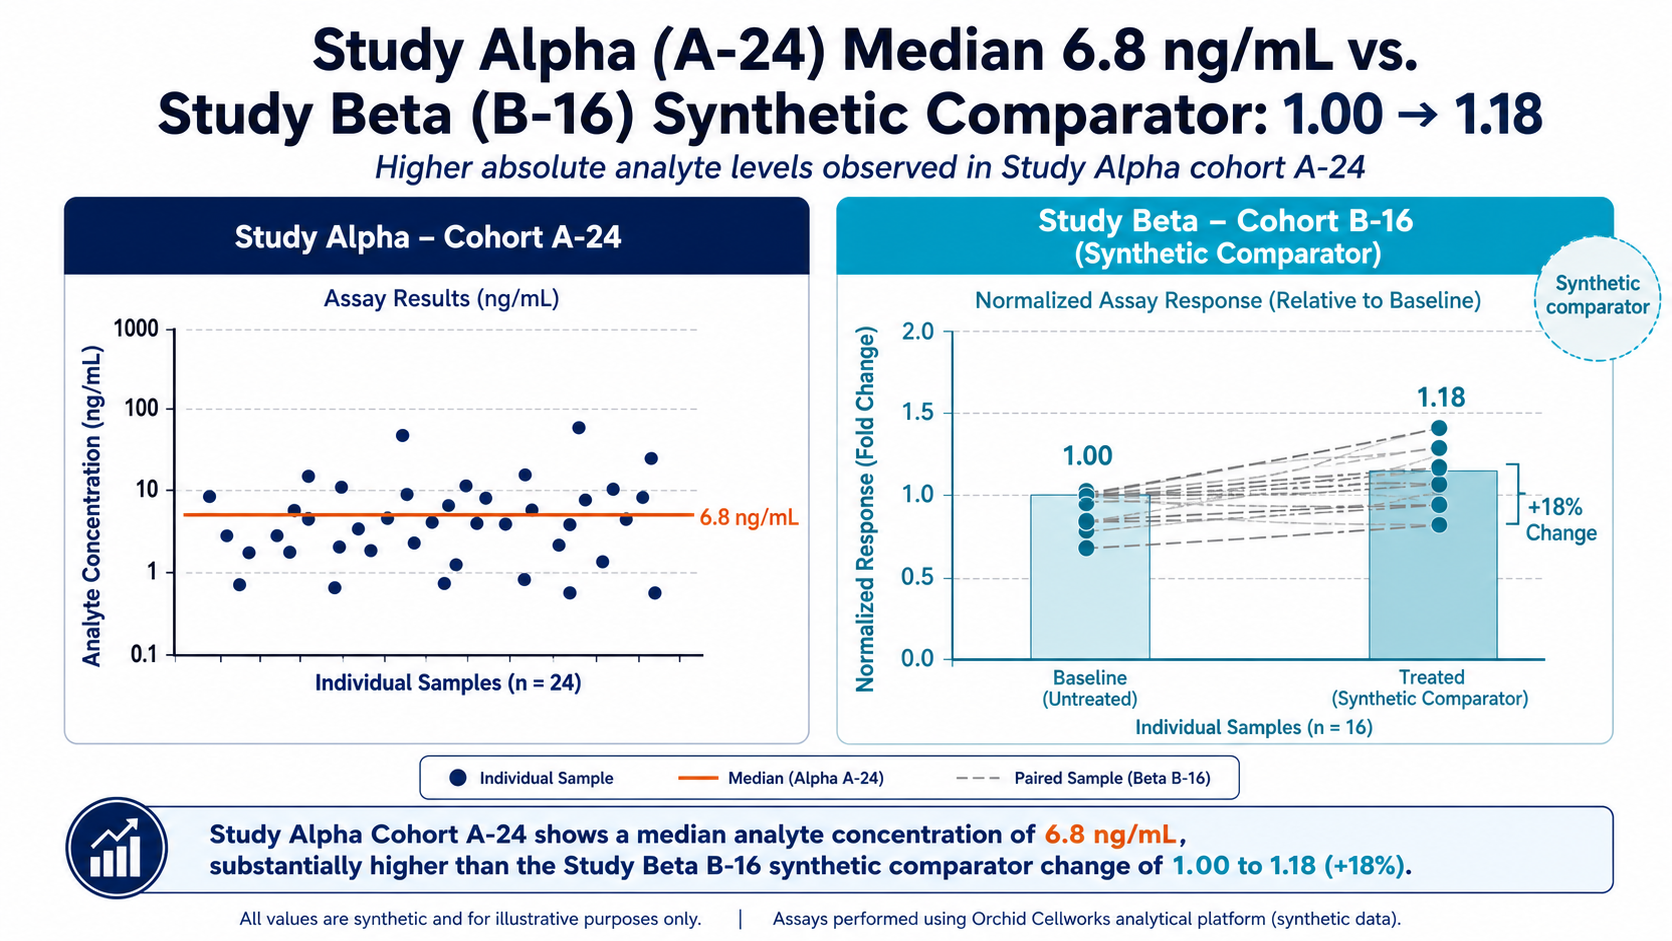 Study Alpha (A-24) Median 6.8 ng/mL vs.
Study Beta (B-16) Synthetic Comparator: 1.00 → 1.18
Higher absolute analyte levels observed in Study Alpha cohort A-24
Study Alpha – Cohort A-24
Assay Results (ng/mL)
Analyte Concentration (ng/mL)
1000
100
10
1
0.1
6.8 ng/mL
Individual Samples (n = 24)
Study Beta – Cohort B-16
(Synthetic Comparator)
Synthetic
comparator
Normalized Assay Response (Relative to Baseline)
Normalized Response (Fold Change)
2.0
1.5
1.0
0.5
0.0
1.00
1.18
+18%
Change
Baseline
(Untreated)
Treated
(Synthetic Comparator)
Individual Samples (n = 16)
Individual Sample
Median (Alpha A-24)
Paired Sample (Beta B-16)
Study Alpha Cohort A-24 shows a median analyte concentration of 6.8 ng/mL,
substantially higher than the Study Beta B-16 synthetic comparator change of 1.00 to 1.18 (+18%).
All values are synthetic and for illustrative purposes only. | Assays performed using Orchid Cellworks analytical platform (synthetic data).